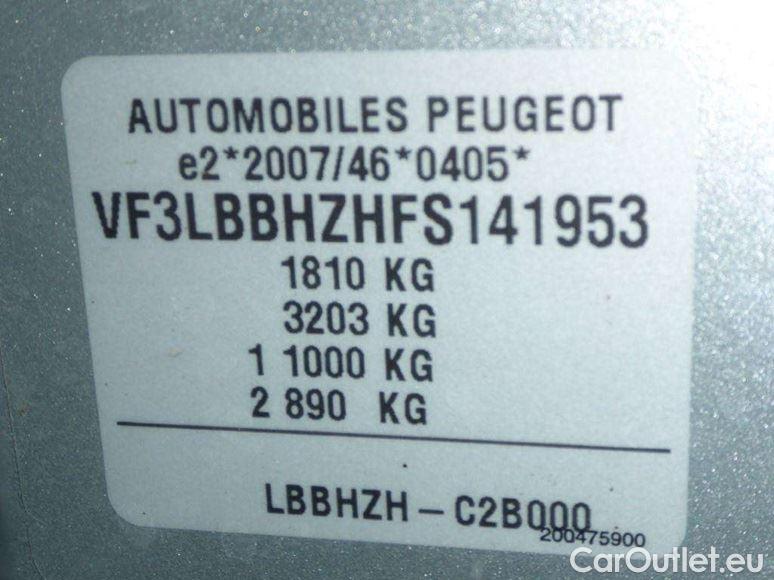 AUTOMOBILES PEUGEOT
e2*2007/46*0405*
VF3LBBHZHFS141953
1810 KG
3203 KG
1 1000 KG
2 890 KG
LBBHZH – C2B000
200475900
CarOutlet.eu